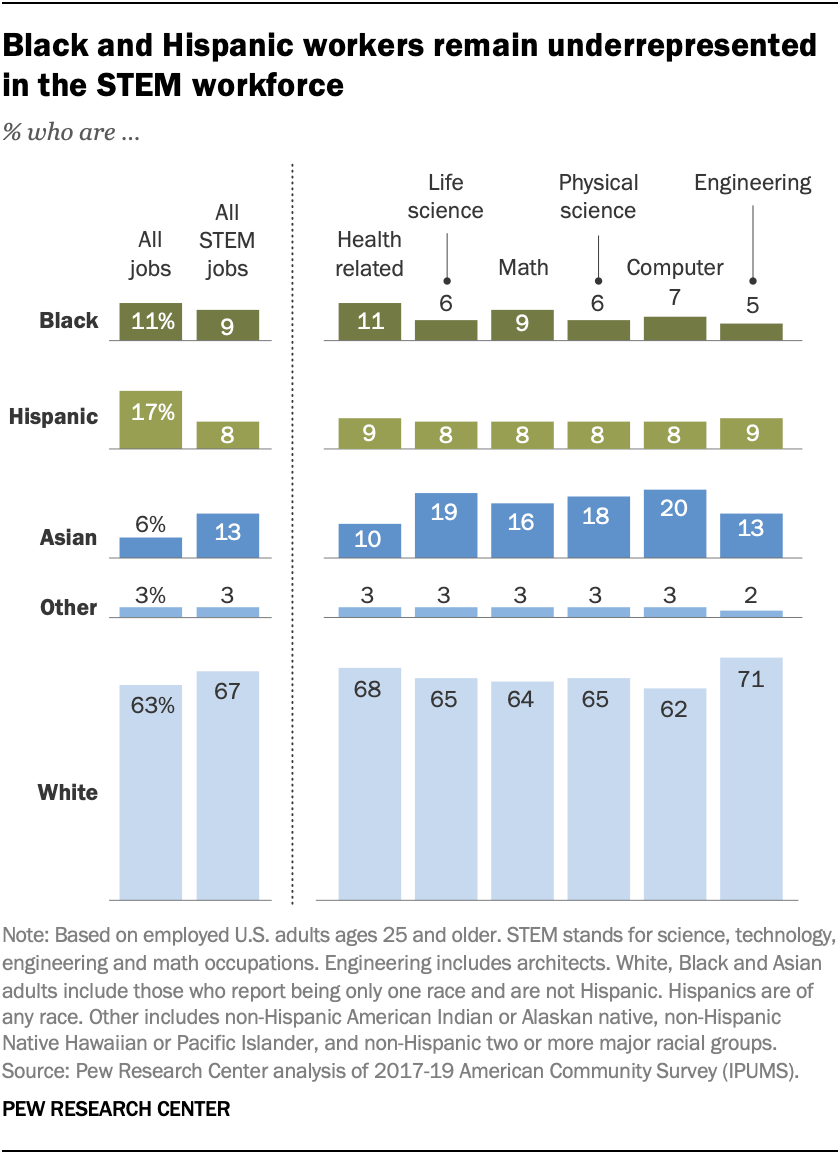 Black and Hispanic workers remain underrepresented
in the STEM workforce
% who are ...
All
jobs
All
STEM
jobs
Health
related
Life
science
Math
Physical
science
Computer
Engineering
Black 11% 9 11 6 9 6 7 5
Hispanic 17% 8 9 8 8 8 8 9
Asian 6% 13 10 19 16 18 20 13
Other 3% 3 3 3 3 3 3 2
White 63% 67 68 65 64 65 62 71
Note: Based on employed U.S. adults ages 25 and older. STEM stands for science, technology,
engineering and math occupations. Engineering includes architects. White, Black and Asian
adults include those who report being only one race and are not Hispanic. Hispanics are of
any race. Other includes non-Hispanic American Indian or Alaskan native, non-Hispanic
Native Hawaiian or Pacific Islander, and non-Hispanic two or more major racial groups.
Source: Pew Research Center analysis of 2017-19 American Community Survey (IPUMS).
PEW RESEARCH CENTER